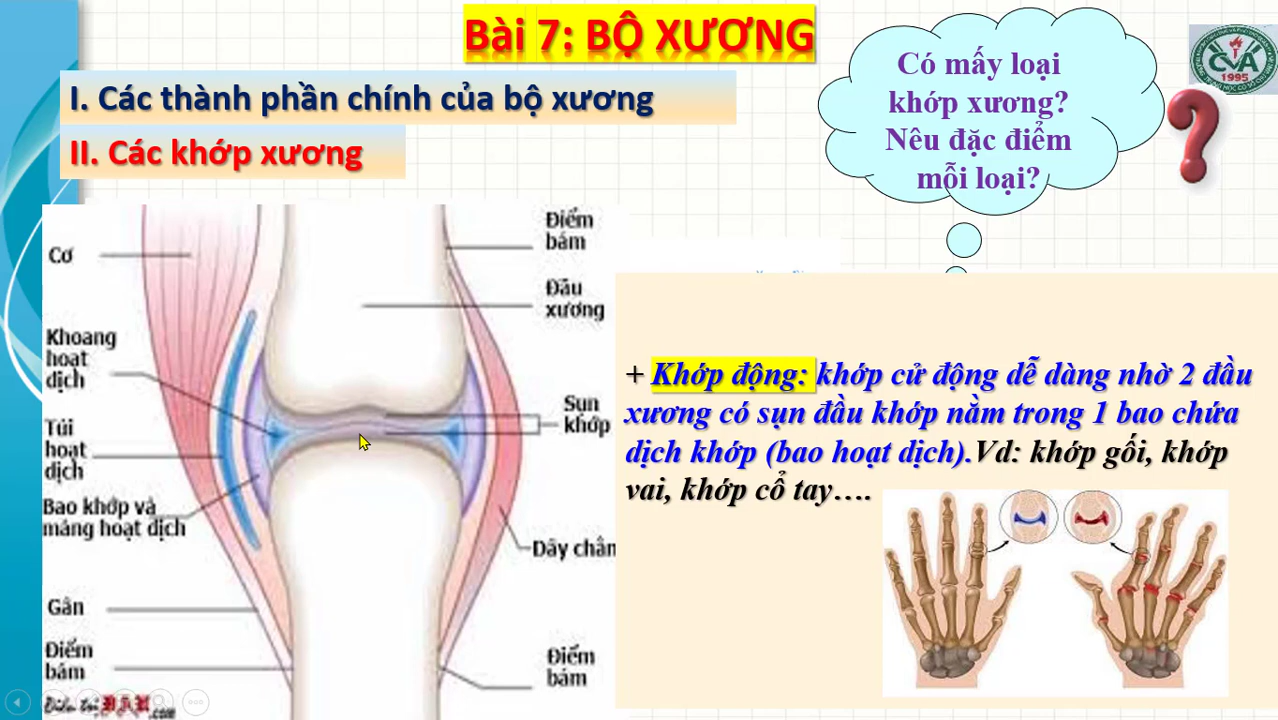 Bài 7: BỘ XƯƠNG
I. Các thành phần chính của bộ xương
II. Các khớp xương
Có mấy loại
khớp xương?
Nêu đặc điểm
mỗi loại?
CVA
1995
Cơ
Khoang
hoạt
dịch
Túi
hoạt
dịch
Bao khớp và
màng hoạt dịch
Gân
Điểm
bám
Điểm
bám
Đầu
xương
Sụn
khớp
Dây chằn
Điểm
bám
+ Khớp động: khớp cử động dễ dàng nhờ 2 đầu
xương có sụn đầu khớp nằm trong 1 bao chứa
dịch khớp (bao hoạt dịch).Vd: khớp gối, khớp
vai, khớp cổ tay….